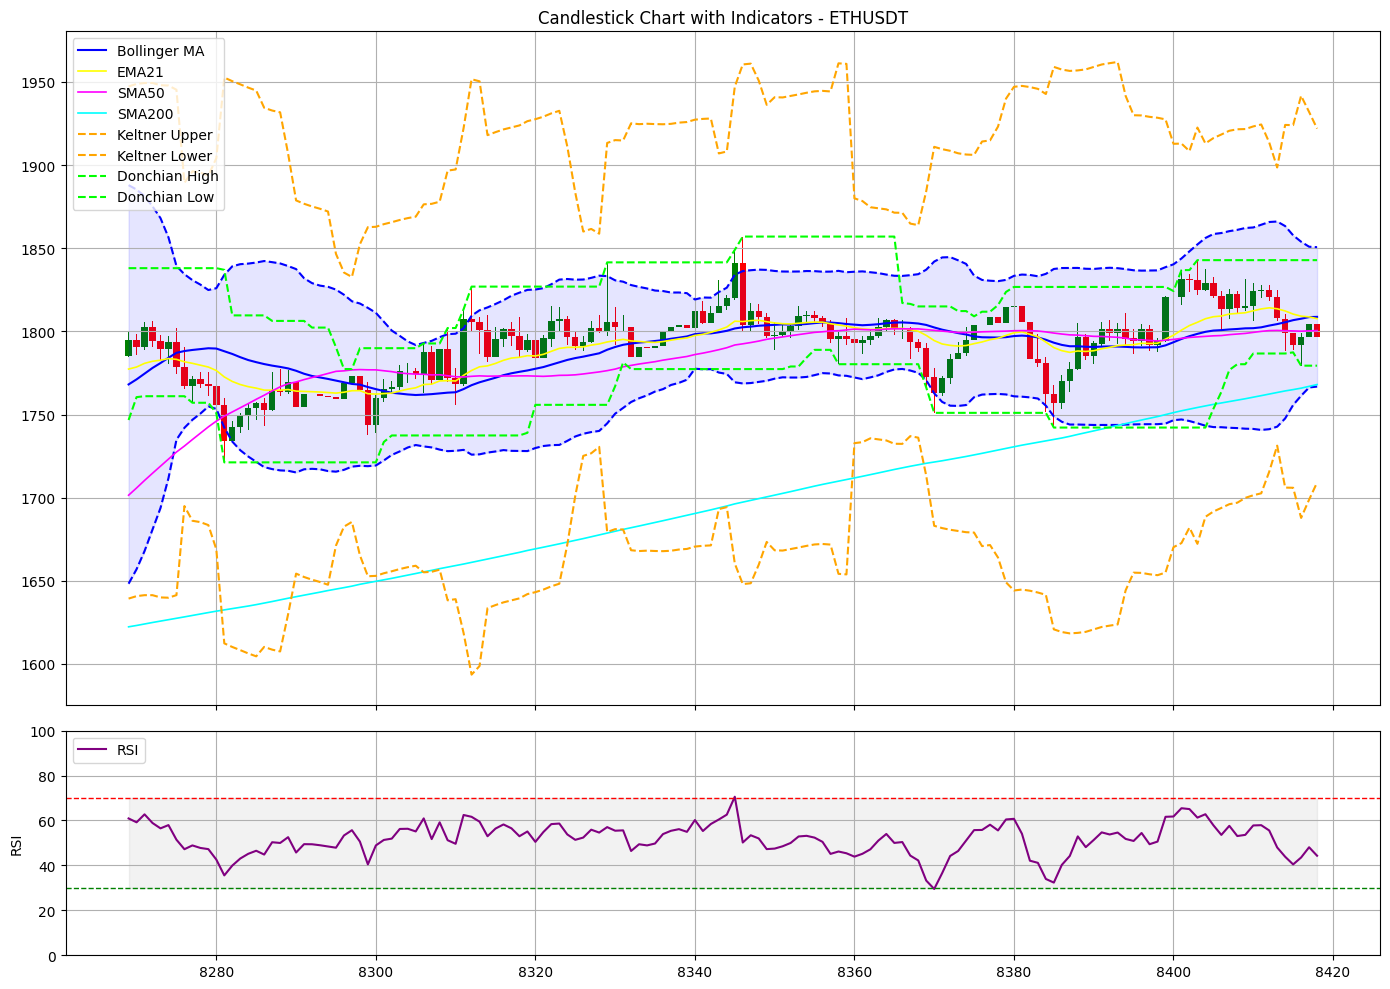 Candlestick Chart with Indicators - ETHUSDT
Bollinger MA
EMA21
SMA50
SMA200
Keltner Upper
Keltner Lower
Donchian High
Donchian Low
1950
1900
1850
1800
1750
1700
1650
1600
RSI
100
80
60
40
20
0
RSI
8280
8300
8320
8340
8360
8380
8400
8420